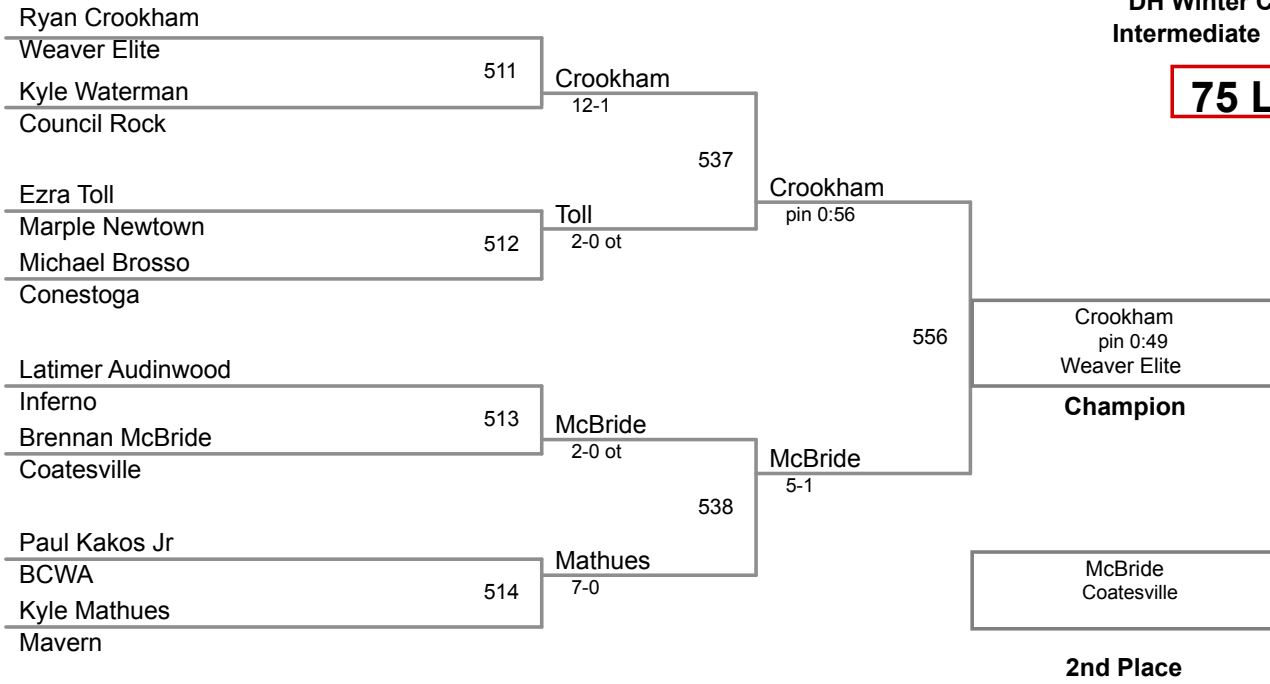 DH Winter C
Intermediate
75 L
Ryan Crookham
Weaver Elite
511
Kyle Waterman
Council Rock
Crookham
12-1
537
Ezra Toll
Marple Newtown
512
Michael Brosso
Conestoga
Toll
2-0 ot
Crookham
pin 0:56
556
Crookham
pin 0:49
Weaver Elite
Champion
Latimer Audinwood
Inferno
513
Brennan McBride
Coatesville
McBride
2-0 ot
McBride
5-1
538
Paul Kakos Jr
BCWA
514
Kyle Mathues
Mavern
Mathues
7-0
McBride
Coatesville
2nd Place